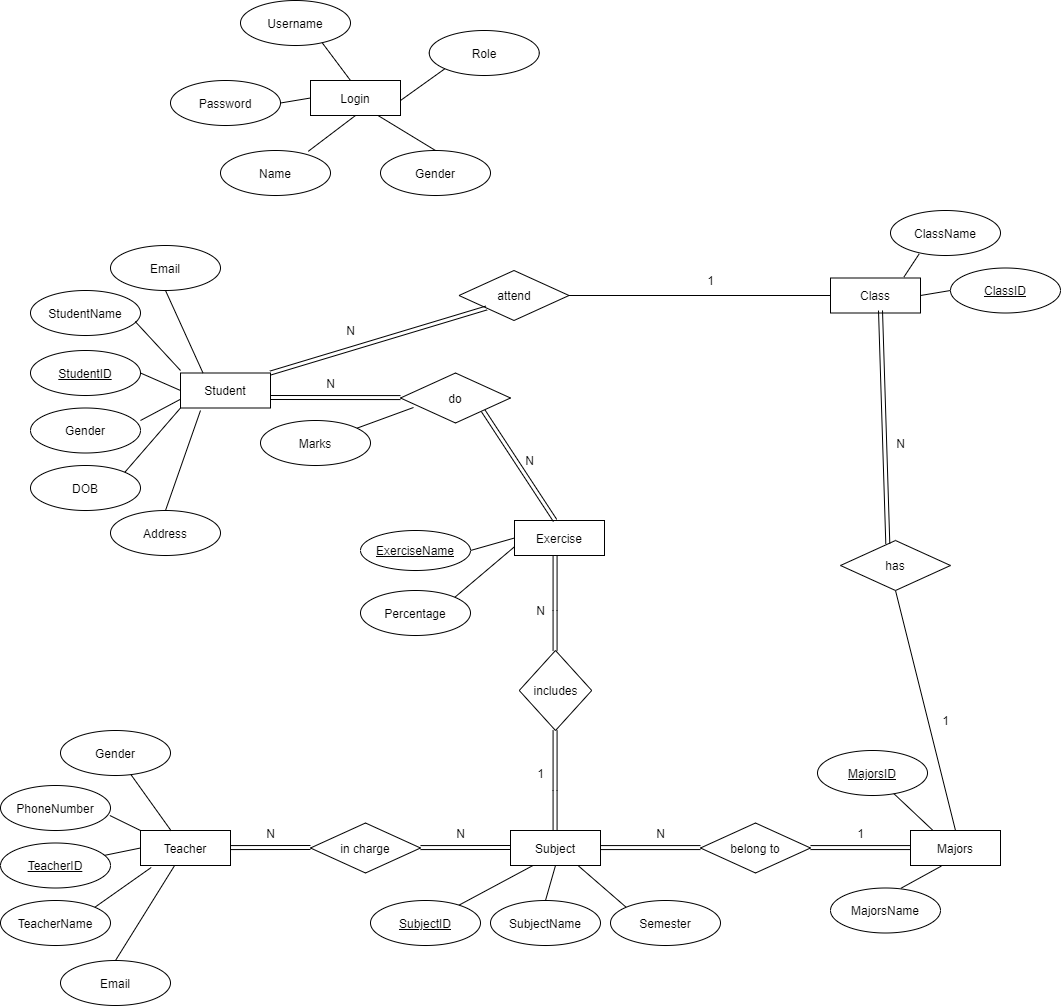 Username
Role
Login
Password
Name
Gender
ClassName
Email
ClassID
Class
attend
1
StudentName
N
StudentID
Student
N
do
Gender
Marks
N
N
DOB
Address
Exercise
ExerciseName
has
Percentage
N
includes
1
Gender
1
MajorsID
PhoneNumber
Teacher
N
in charge
N
Subject
N
belong to
1
Majors
TeacherID
TeacherName
SubjectID
SubjectName
Semester
MajorsName
Email